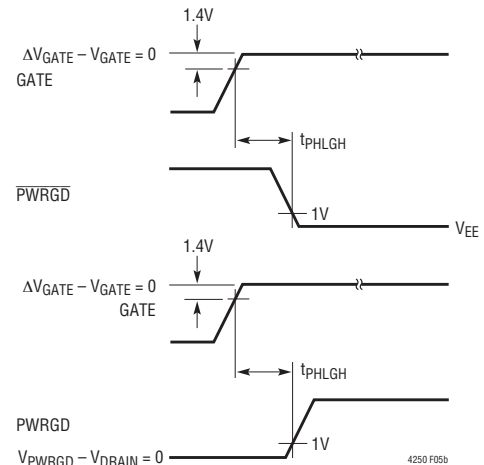 1.4V
ΔVGATE – VGATE = 0
GATE
tPHLGH
PWRGD
1V
VEE
1.4V
ΔVGATE – VGATE = 0
GATE
tPHLGH
PWRGD
1V
VPWRGD – VDRAIN = 0
4250 F05b